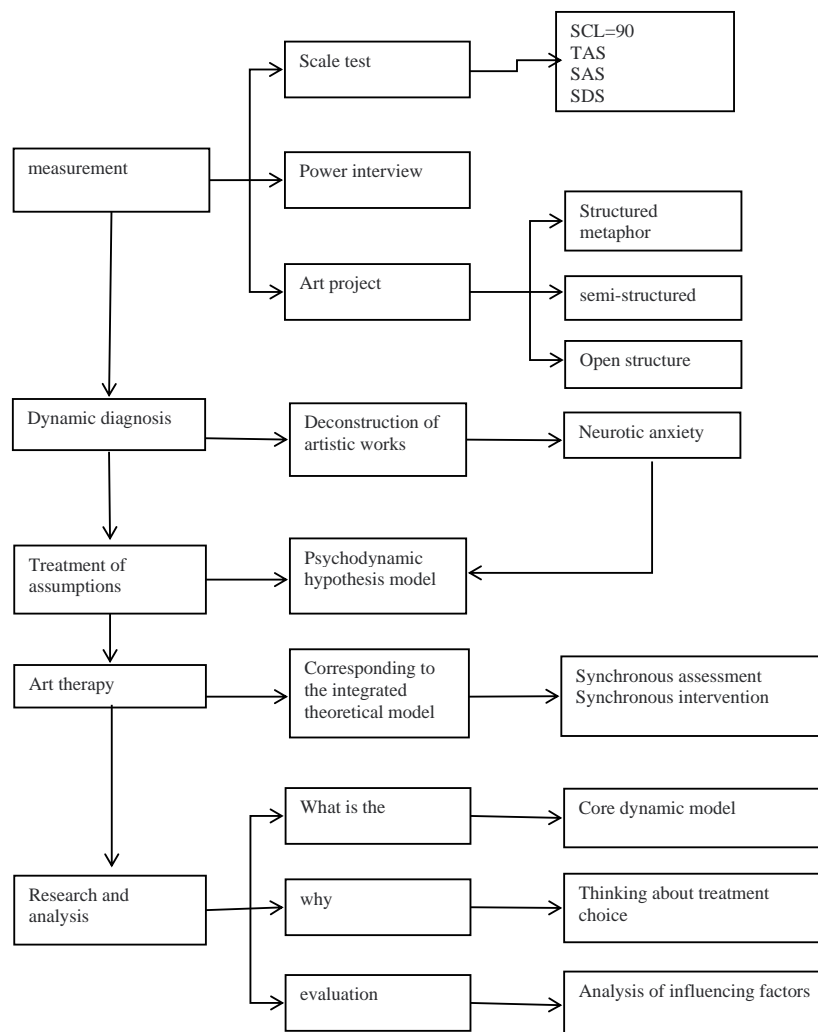 Scale test
SCL=90
TAS
SAS
SDS
measurement
Power interview
Structured
metaphor
Art project
semi-structured
Open structure
Dynamic diagnosis
Deconstruction of
artistic works
Neurotic anxiety
Treatment of
assumptions
Psychodynamic
hypothesis model
Art therapy
Corresponding to
the integrated
theoretical model
Synchronous assessment
Synchronous intervention
What is the
Core dynamic model
Research and
analysis
why
Thinking about treatment
choice
evaluation
Analysis of influencing factors